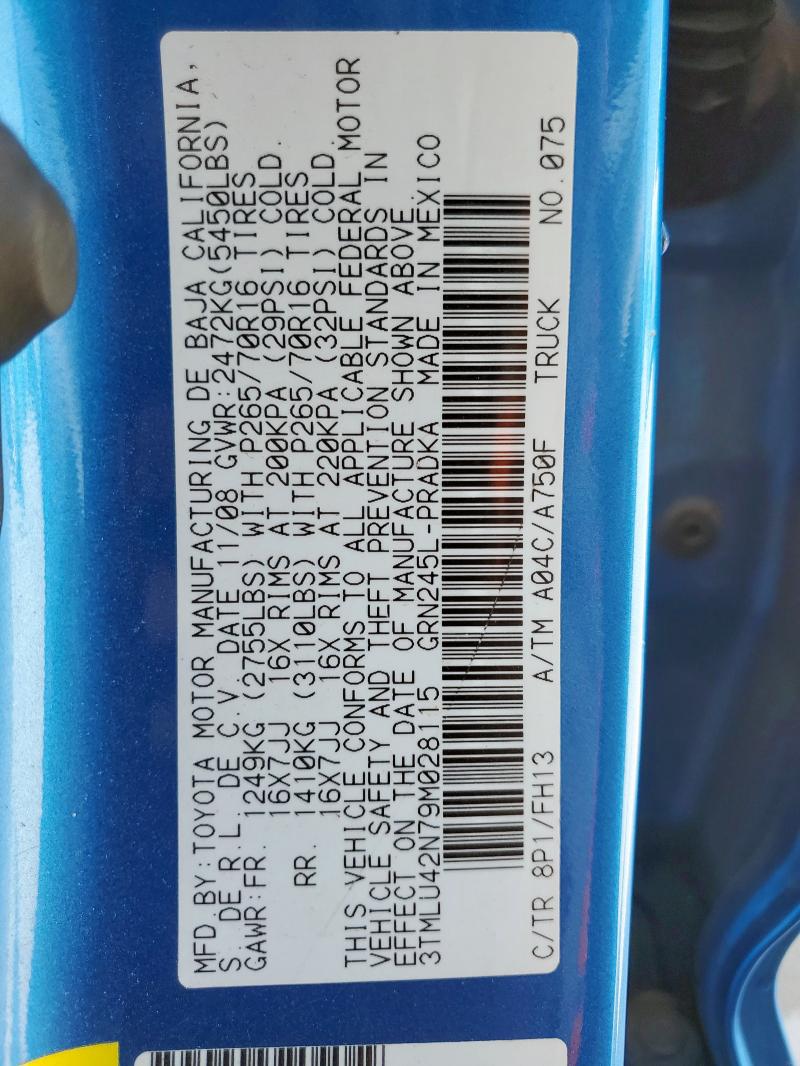 MFD.BY:TOYOTA MOTOR MANUFACTURING DE BAJA CALIFORNIA,
S. DE R.L. DE C.V. DATE 11/08 GVWR:2472KG(5450LBS)
GAWR:FR. 1249KG (2755LBS) WITH P265/70R16 TIRES
16X7JJ 16X RIMS AT 200KPA (29PSI) COLD.
RR. 1410KG (3110LBS) WITH P265/70R16 TIRES
16X7JJ 16X RIMS AT 220KPA (32PSI) COLD.
THIS VEHICLE CONFORMS TO ALL APPLICABLE FEDERAL MOTOR
VEHICLE SAFETY AND THEFT PREVENTION STANDARDS IN
EFFECT ON THE DATE OF MANUFACTURE SHOWN ABOVE.
3TMLU42N79M028115 GRN245L-PRADKA MADE IN MEXICO
C/TR 8P1/FH13 A/TM A04C/A750F TRUCK NO.075